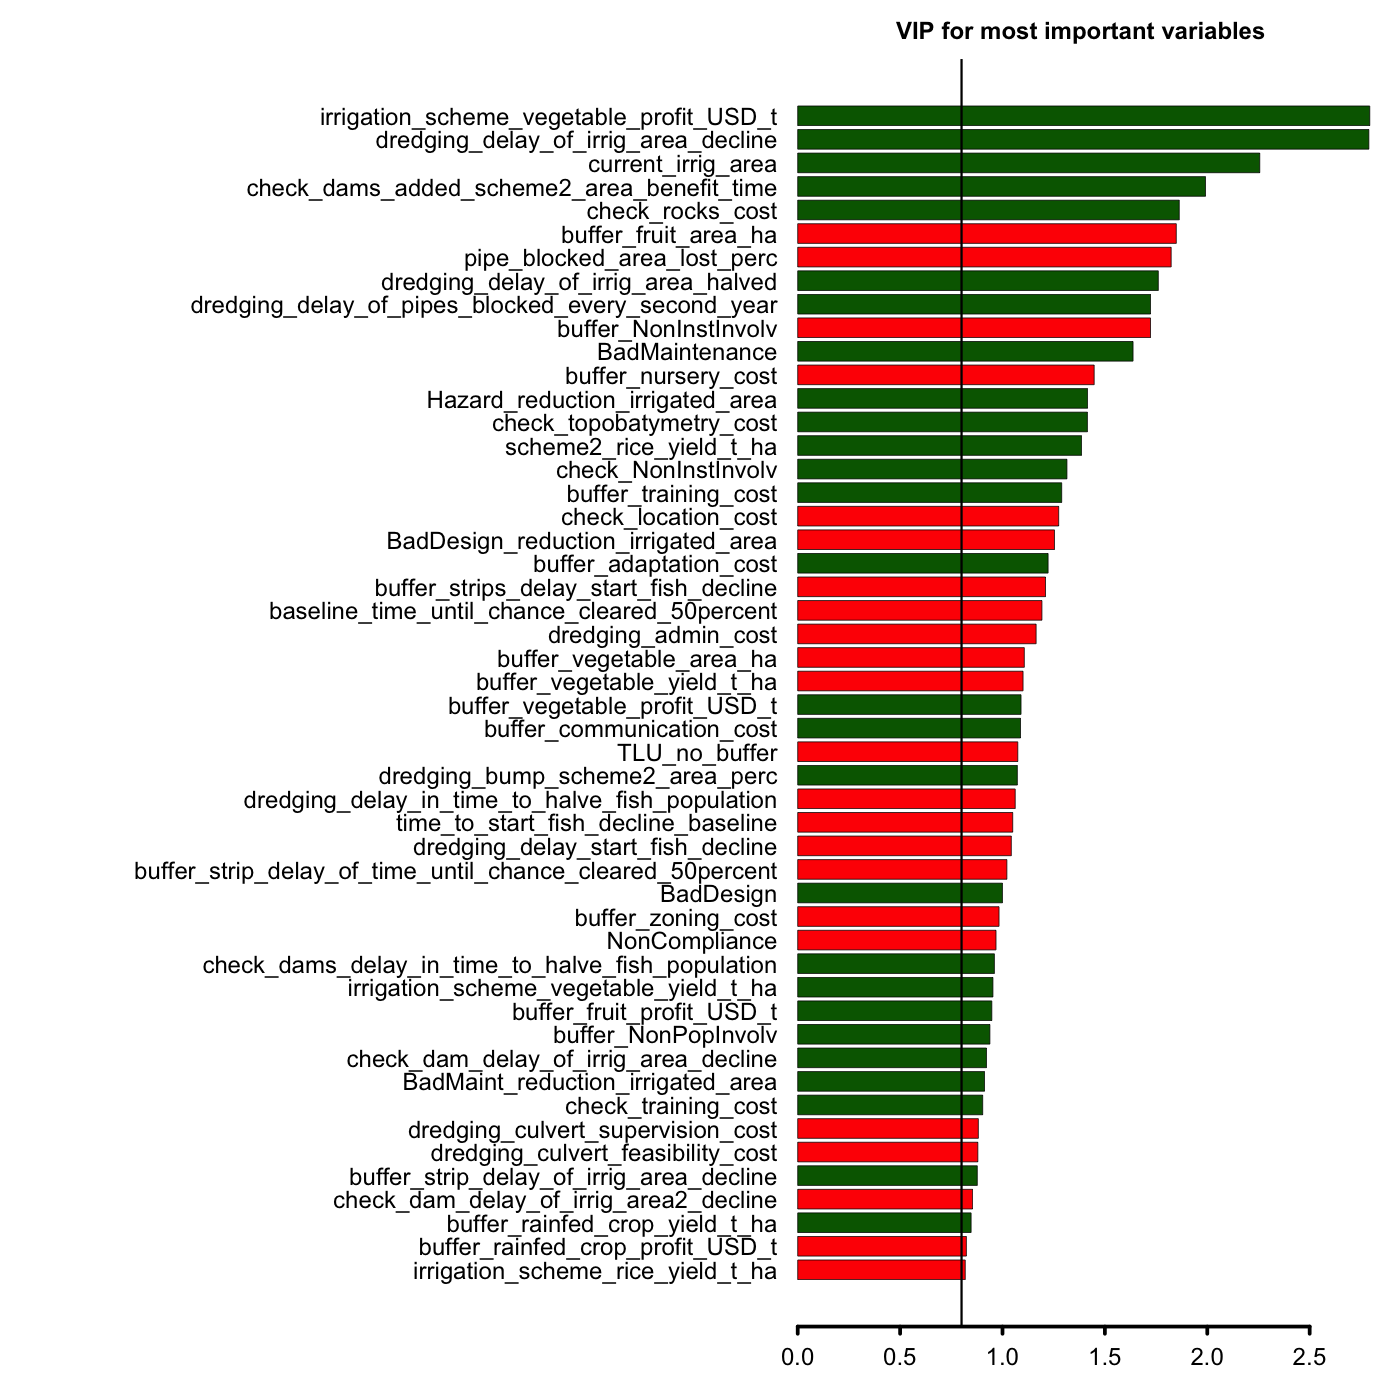 VIP for most important variables
irrigation_scheme_vegetable_profit_USD_t
dredging_delay_of_irrig_area_decline
current_irrig_area
check_dams_added_scheme2_area_benefit_time
check_rocks_cost
buffer_fruit_area_ha
pipe_blocked_area_lost_perc
dredging_delay_of_irrig_area_halved
dredging_delay_of_pipes_blocked_every_second_year
buffer_NonInstInvolv
BadMaintenance
buffer_nursery_cost
Hazard_reduction_irrigated_area
check_topobatymetry_cost
scheme2_rice_yield_t_ha
check_NonInstInvolv
buffer_training_cost
check_location_cost
BadDesign_reduction_irrigated_area
buffer_adaptation_cost
buffer_strips_delay_start_fish_decline
baseline_time_until_chance_cleared_50percent
dredging_admin_cost
buffer_vegetable_area_ha
buffer_vegetable_yield_t_ha
buffer_vegetable_profit_USD_t
buffer_communication_cost
TLU_no_buffer
dredging_bump_scheme2_area_perc
dredging_delay_in_time_to_halve_fish_population
time_to_start_fish_decline_baseline
dredging_delay_start_fish_decline
buffer_strip_delay_of_time_until_chance_cleared_50percent
BadDesign
buffer_zoning_cost
NonCompliance
check_dams_delay_in_time_to_halve_fish_population
irrigation_scheme_vegetable_yield_t_ha
buffer_fruit_profit_USD_t
buffer_NonPopInvolv
check_dam_delay_of_irrig_area_decline
BadMaint_reduction_irrigated_area
check_training_cost
dredging_culvert_supervision_cost
dredging_culvert_feasibility_cost
buffer_strip_delay_of_irrig_area_decline
check_dam_delay_of_irrig_area2_decline
buffer_rainfed_crop_yield_t_ha
buffer_rainfed_crop_profit_USD_t
irrigation_scheme_rice_yield_t_ha
0.0 0.5 1.0 1.5 2.0 2.5